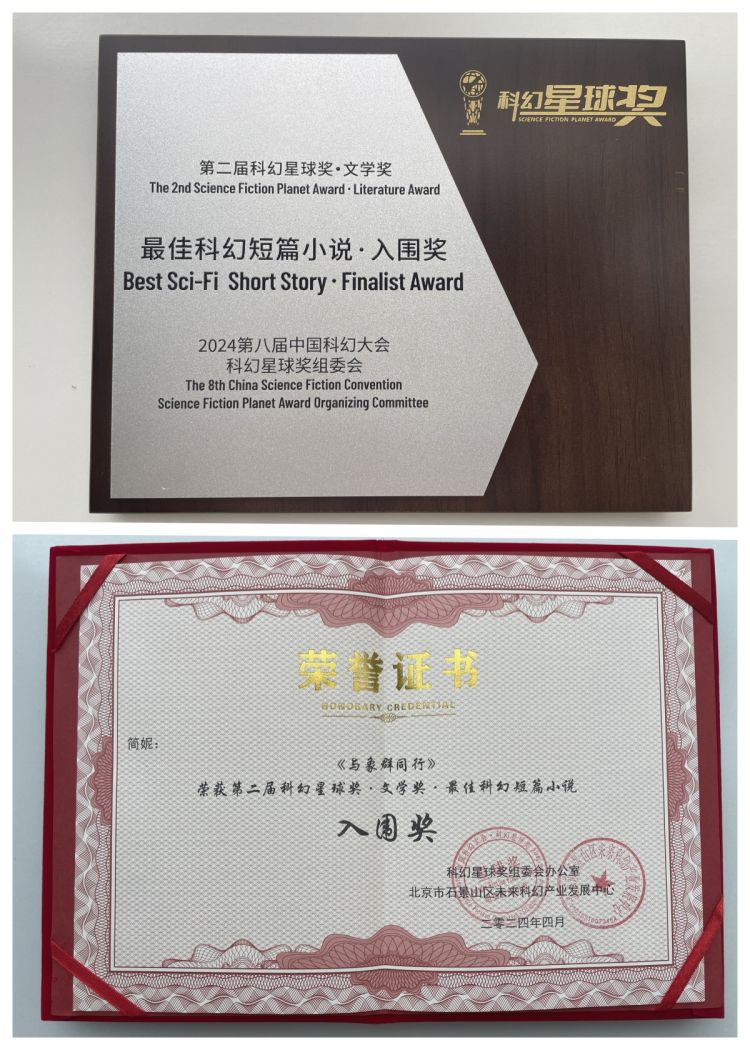 科幻星球奖
SCIENCE FICTION PLANET AWARD
第二届科幻星球奖·文学奖
The 2nd Science Fiction Planet Award · Literature Award
最佳科幻短篇小说·入围奖
Best Sci-Fi Short Story · Finalist Award
2024第八届中国科幻大会
科幻星球奖组委会
The 8th China Science Fiction Convention
Science Fiction Planet Award Organizing Committee
荣誉证书
HONORARY CREDENTIAL
简妮：
《与象群同行》
荣获第二届科幻星球奖·文学奖·最佳科幻短篇小说
入围奖
科幻星球奖组委会办公室
北京市石景山区未来科幻产业发展中心
二零二四年四月